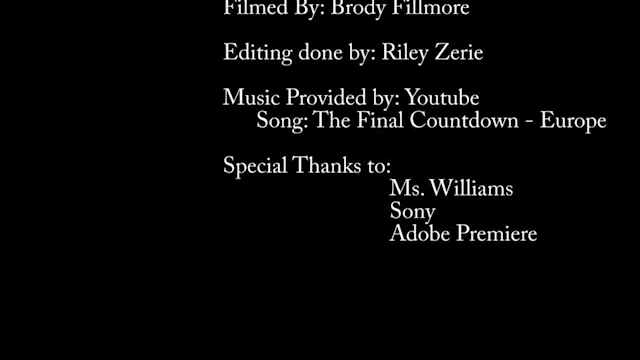 Filmed By: Brody Fillmore
Editing done by: Riley Zerie
Music Provided by: Youtube
Song: The Final Countdown - Europe
Special Thanks to:
Ms. Williams
Sony
Adobe Premiere